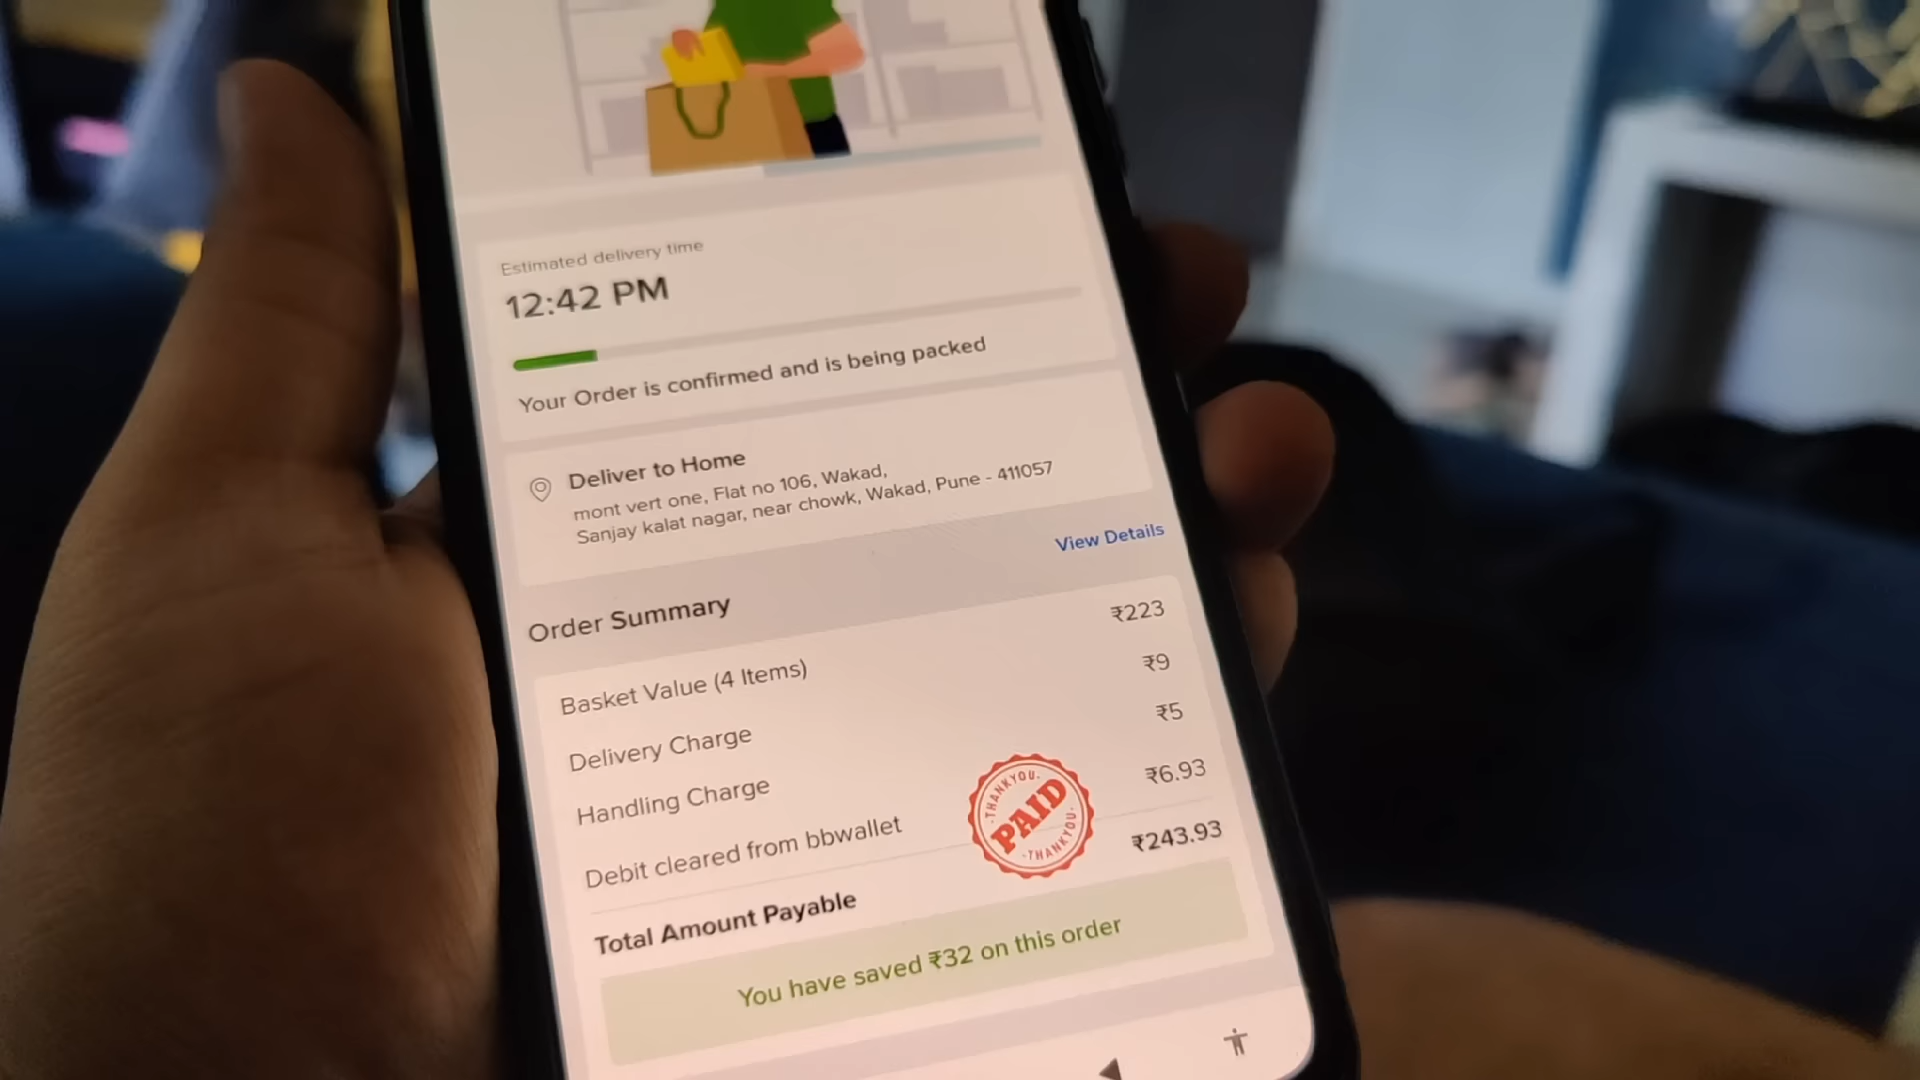 Estimated delivery time
12:42 PM
Your Order is confirmed and is being packed
Deliver to Home
mont vert one, Flat no 106, Wakad,
Sanjay kalat nagar, near chowk, Wakad, Pune - 411057
View Details
Order Summary
Basket Value (4 Items) ₹223
Delivery Charge ₹9
Handling Charge ₹5
Debit cleared from bbwallet ₹6.93
Total Amount Payable ₹243.93
THANKYOU
PAID
THANKYOU
You have saved ₹32 on this order